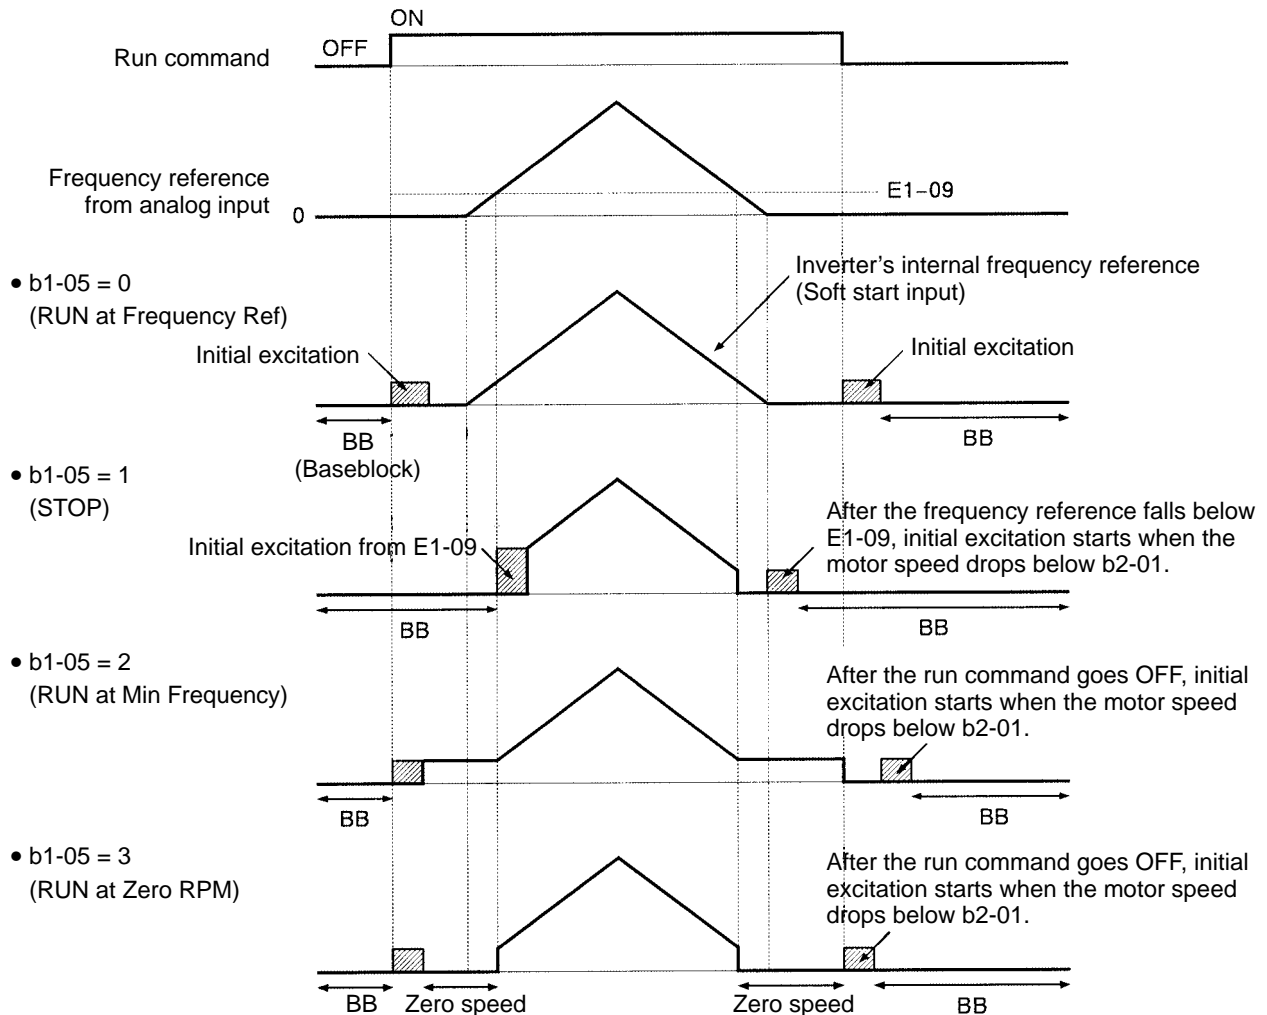 ON
OFF
Run command
Frequency reference
from analog input
0
E1-09
• b1-05 = 0
(RUN at Frequency Ref)
Inverter's internal frequency reference
(Soft start input)
Initial excitation
Initial excitation
BB
(Baseblock)
BB
• b1-05 = 1
(STOP)
Initial excitation from E1-09
After the frequency reference falls below
E1-09, initial excitation starts when the
motor speed drops below b2-01.
BB
BB
• b1-05 = 2
(RUN at Min Frequency)
After the run command goes OFF, initial
excitation starts when the motor speed
drops below b2-01.
BB
BB
• b1-05 = 3
(RUN at Zero RPM)
After the run command goes OFF, initial
excitation starts when the motor speed
drops below b2-01.
BB
Zero speed
Zero speed
BB